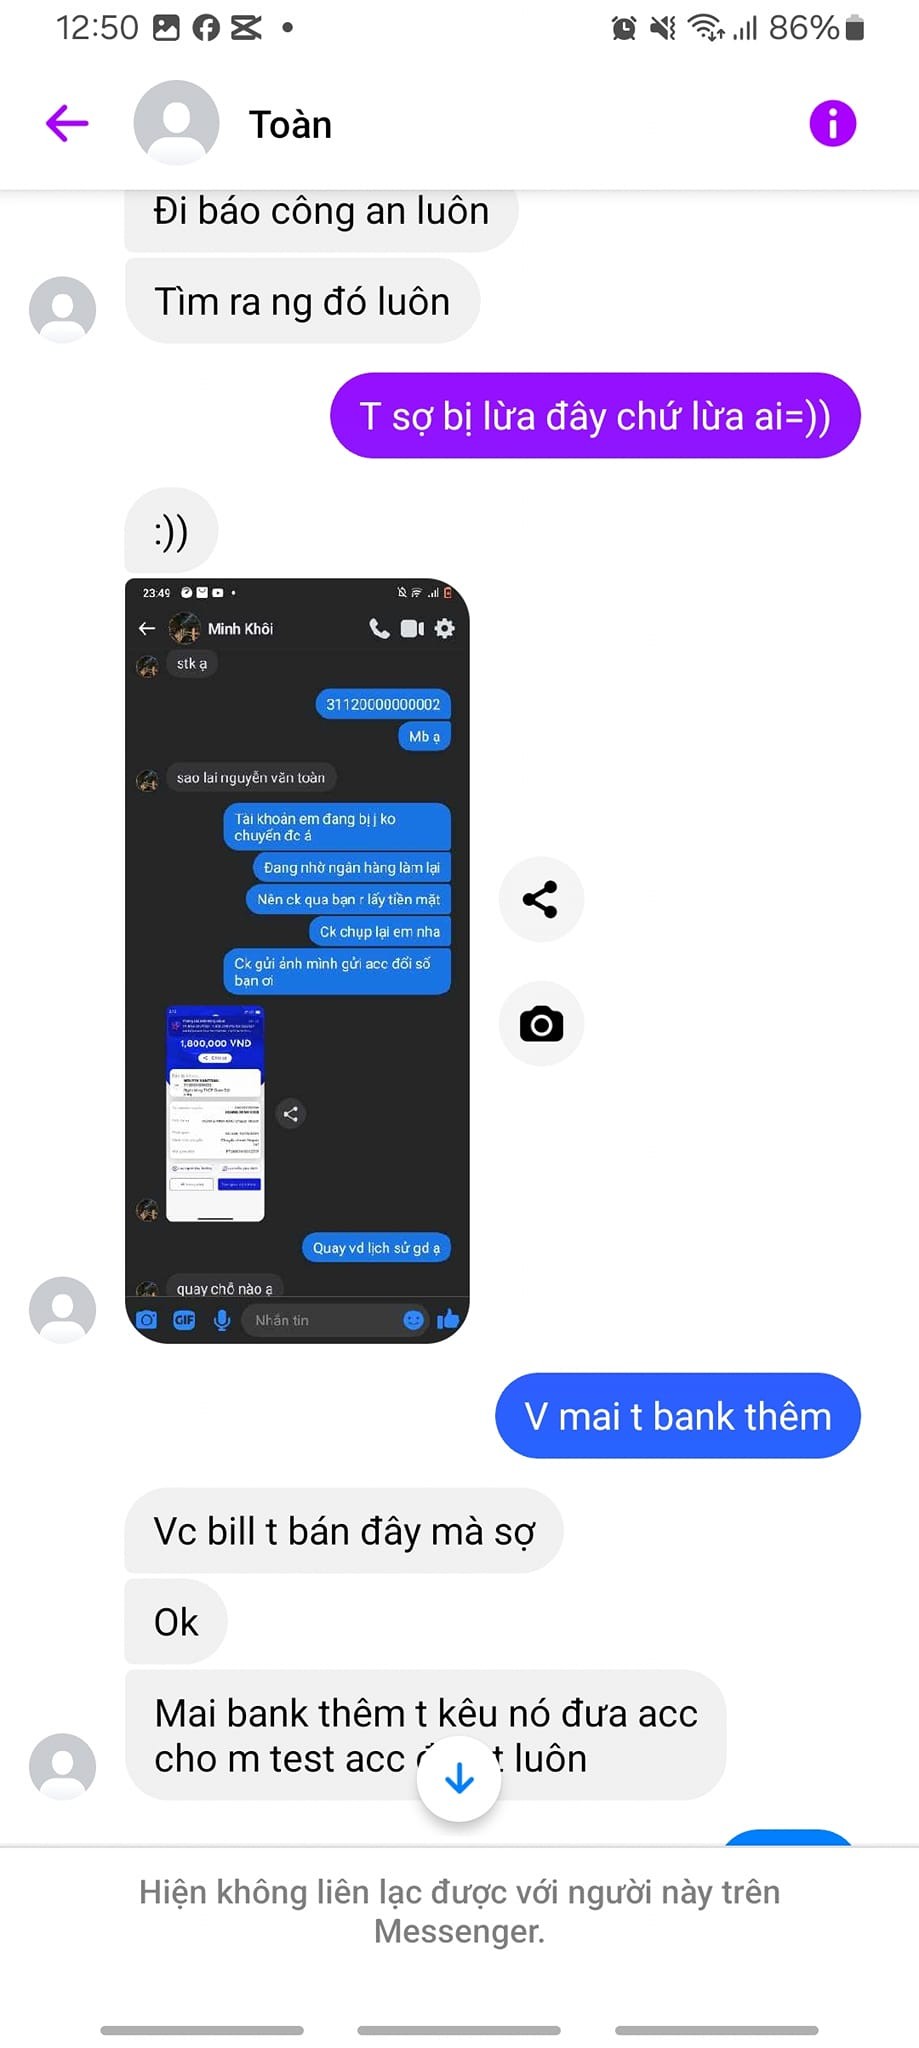 12:50
86%
Toàn
Đi báo công an luôn
Tìm ra ng đó luôn
T sợ bị lừa đây chứ lừa ai=))
:))
23:49
Minh Khôi
stk ạ
31120000000002
Mb ạ
sao lai nguyễn văn toàn
Tài khoản em đang bị j ko
chuyển đc á
Đang nhờ ngân hàng làm lại
Nên ck qua bạn r lấy tiền mặt
Ck chụp lại em nha
Ck gửi ảnh mình gửi acc đổi số
bạn ơi
1,800,000 VND
Quay vd lịch sử gd ạ
quay chỗ nào ạ
GIF
Nhắn tin
V mai t bank thêm
Vc bill t bán đây mà sợ
Ok
Mai bank thêm t kêu nó đưa acc
cho m test acc t luôn
Hiện không liên lạc được với người này trên
Messenger.